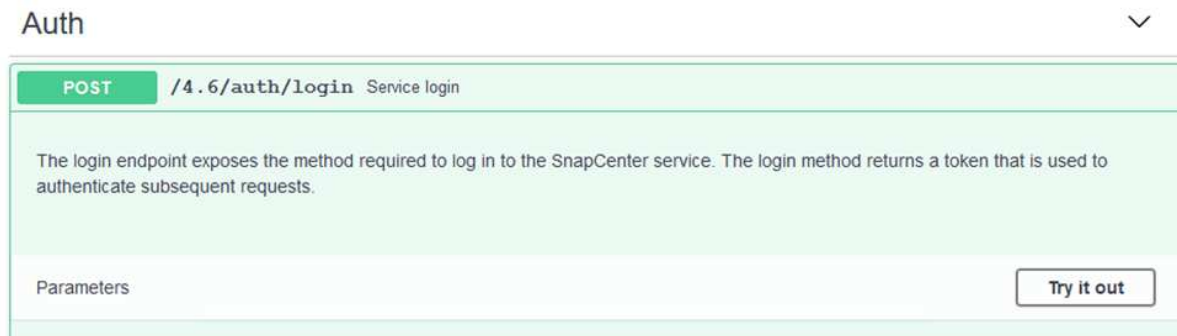 Auth
POST /4.6/auth/login Service login
The login endpoint exposes the method required to log in to the SnapCenter service. The login method returns a token that is used to
authenticate subsequent requests.
Parameters Try it out